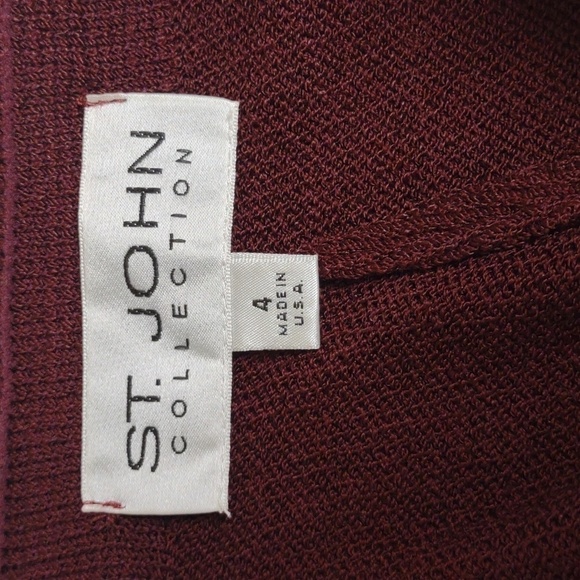 ST. JOHN
COLLECTION
4
MADE IN
U.S.A.